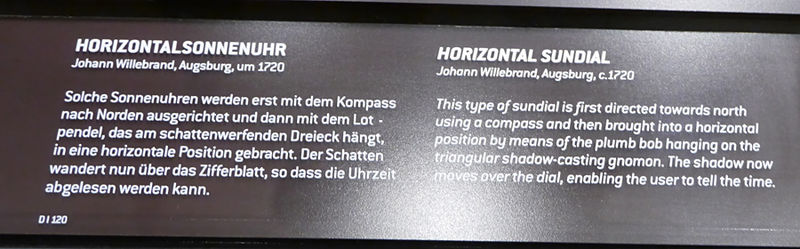 HORIZONTALSONNENUHR
Johann Willebrand, Augsburg, um 1720
Solche Sonnenuhren werden erst mit dem Kompass
nach Norden ausgerichtet und dann mit dem Lot -
pendel, das am schattenwerfenden Dreieck hängt,
in eine horizontale Position gebracht. Der Schatten
wandert nun über das Zifferblatt, so dass die Uhrzeit
abgelesen werden kann.
D I 120
HORIZONTAL SUNDIAL
Johann Willebrand, Augsburg, c.1720
This type of sundial is first directed towards north
using a compass and then brought into a horizontal
position by means of the plumb bob hanging on the
triangular shadow-casting gnomon. The shadow now
moves over the dial, enabling the user to tell the time.